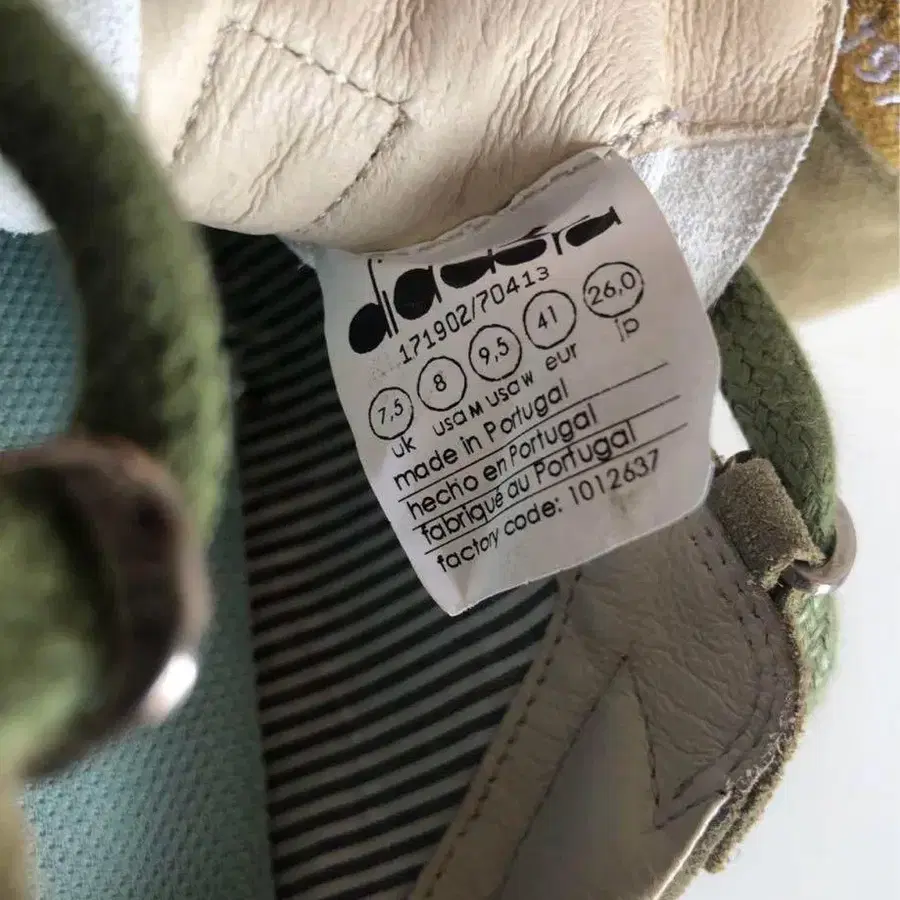 diadora
171902/70413
7,5 8 9,5 41 26,0
uk usa M usa w eur jp
made in Portugal
hecho en Portugal
fabriqué au Portugal
factory code: 1012637